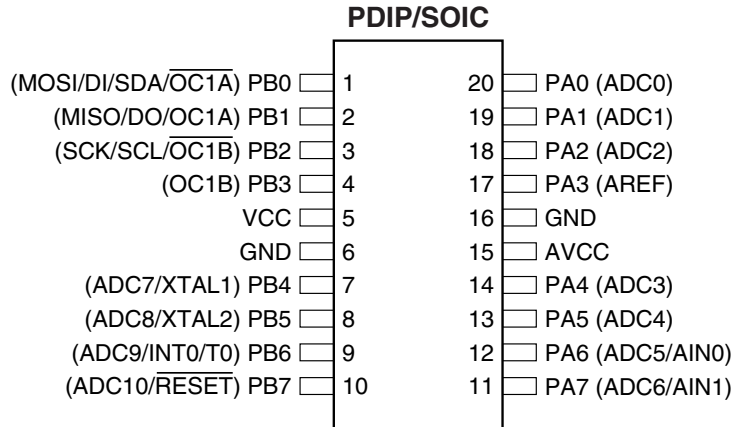 PDIP/SOIC
(MOSI/DI/SDA/OC1A) PB0 1 20 PA0 (ADC0)
(MISO/DO/OC1A) PB1 2 19 PA1 (ADC1)
(SCK/SCL/OC1B) PB2 3 18 PA2 (ADC2)
(OC1B) PB3 4 17 PA3 (AREF)
VCC 5 16 GND
GND 6 15 AVCC
(ADC7/XTAL1) PB4 7 14 PA4 (ADC3)
(ADC8/XTAL2) PB5 8 13 PA5 (ADC4)
(ADC9/INT0/T0) PB6 9 12 PA6 (ADC5/AIN0)
(ADC10/RESET) PB7 10 11 PA7 (ADC6/AIN1)